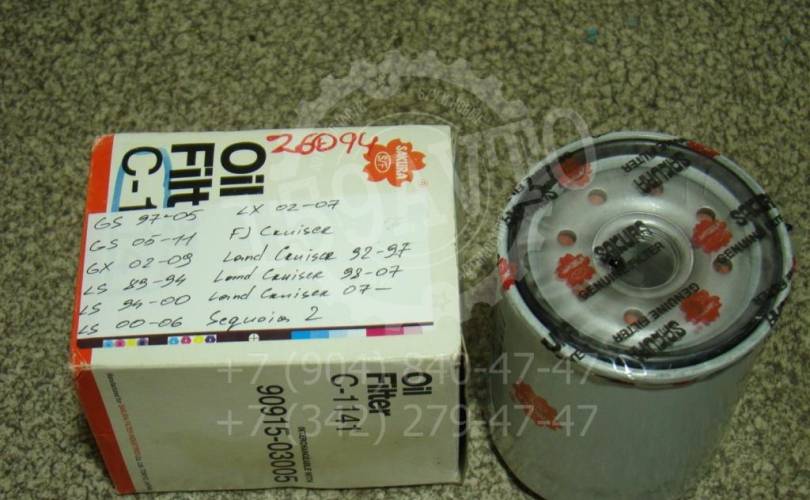 26094
SAKURA
SF
Oil
Filt
C-1
GS 97-05 LX 02-07
GS 05-11 FJ Cruiser
GX 02-09 Land Cruiser 92-97
LS 89-94 Land Cruiser 98-07
LS 94-00 Land Cruiser 07-
LS 00-06 Sequoia 2
Oil
Filter
C-1141
90915-03005
SAKURA
GENUINE FILTER
+7 (904) 840-47-47
+7 (342) 279-47-47